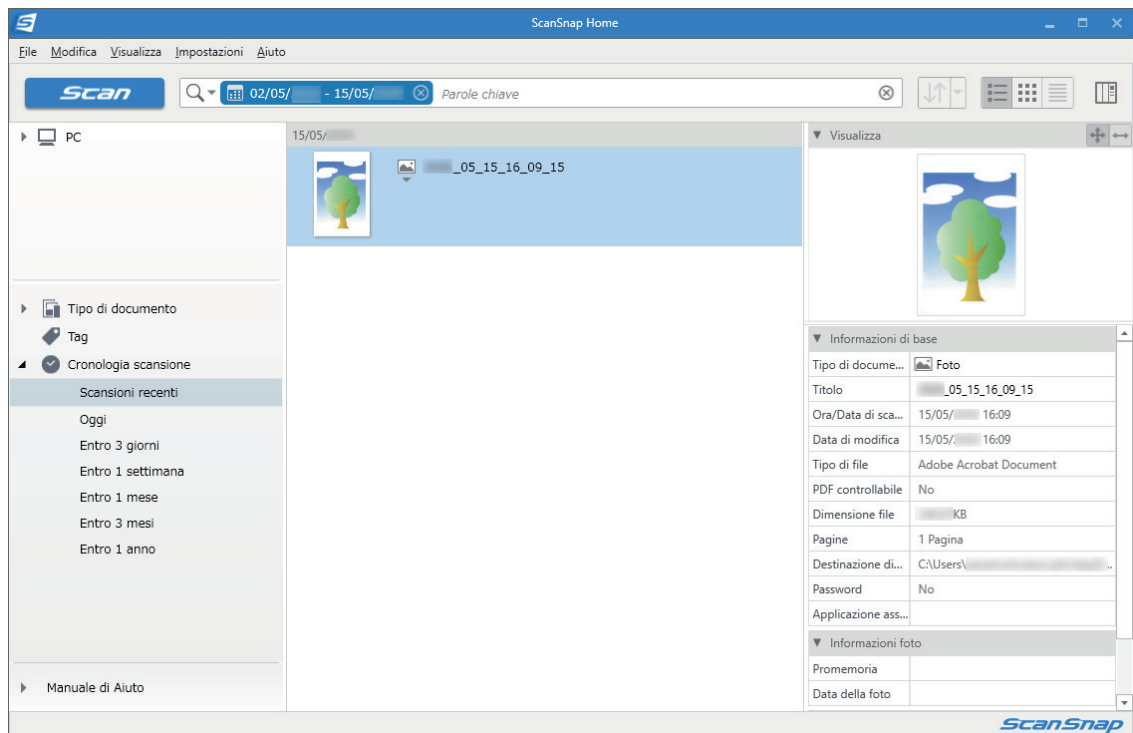 ScanSnap Home
File Modifica Visualizza Impostazioni Aiuto
Scan
02/05/ - 15/05/
Parole chiave
PC
Tipo di documento
Tag
Cronologia scansione
Scansioni recenti
Oggi
Entro 3 giorni
Entro 1 settimana
Entro 1 mese
Entro 3 mesi
Entro 1 anno
Manuale di Aiuto
15/05/
_05_15_16_09_15
Visualizza
Informazioni di base
Tipo di docume... Foto
Titolo _05_15_16_09_15
Ora/Data di sca... 15/05/ 16:09
Data di modifica 15/05/ 16:09
Tipo di file Adobe Acrobat Document
PDF controllabile No
Dimensione file KB
Pagine 1 Pagina
Destinazione di... C:\Users\ ..
Password No
Applicazione ass...
Informazioni foto
Promemoria
Data della foto
ScanSnap